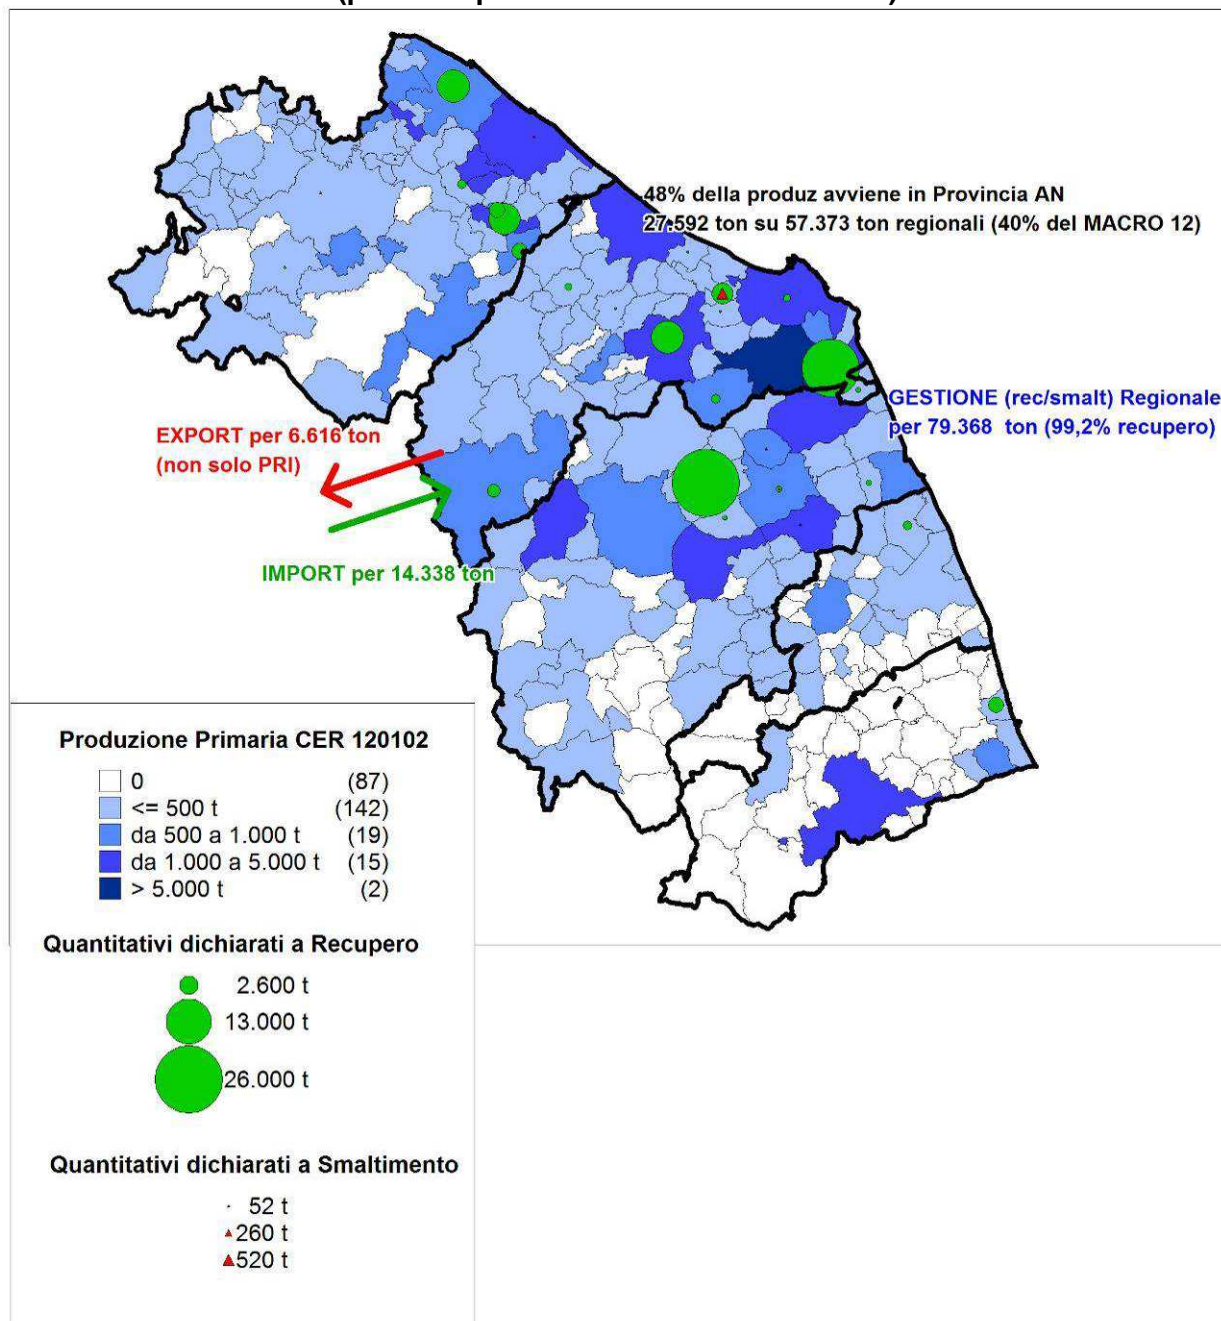 48% della produz avviene in Provincia AN
27.592 ton su 57.373 ton regionali (40% del MACRO 12)
GESTIONE (rec/smalt) Regionale
per 79.368 ton (99,2% recupero)
EXPORT per 6.616 ton
(non solo PRI)
IMPORT per 14.338 ton
Produzione Primaria CER 120102
0 (87)
<= 500 t (142)
da 500 a 1.000 t (19)
da 1.000 a 5.000 t (15)
> 5.000 t (2)
Quantitativi dichiarati a Recupero
2.600 t
13.000 t
26.000 t
Quantitativi dichiarati a Smaltimento
52 t
260 t
520 t